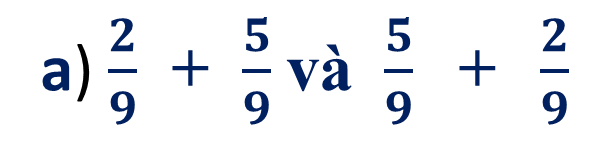 a) 2/9 + 5/9 và 5/9 + 2/9